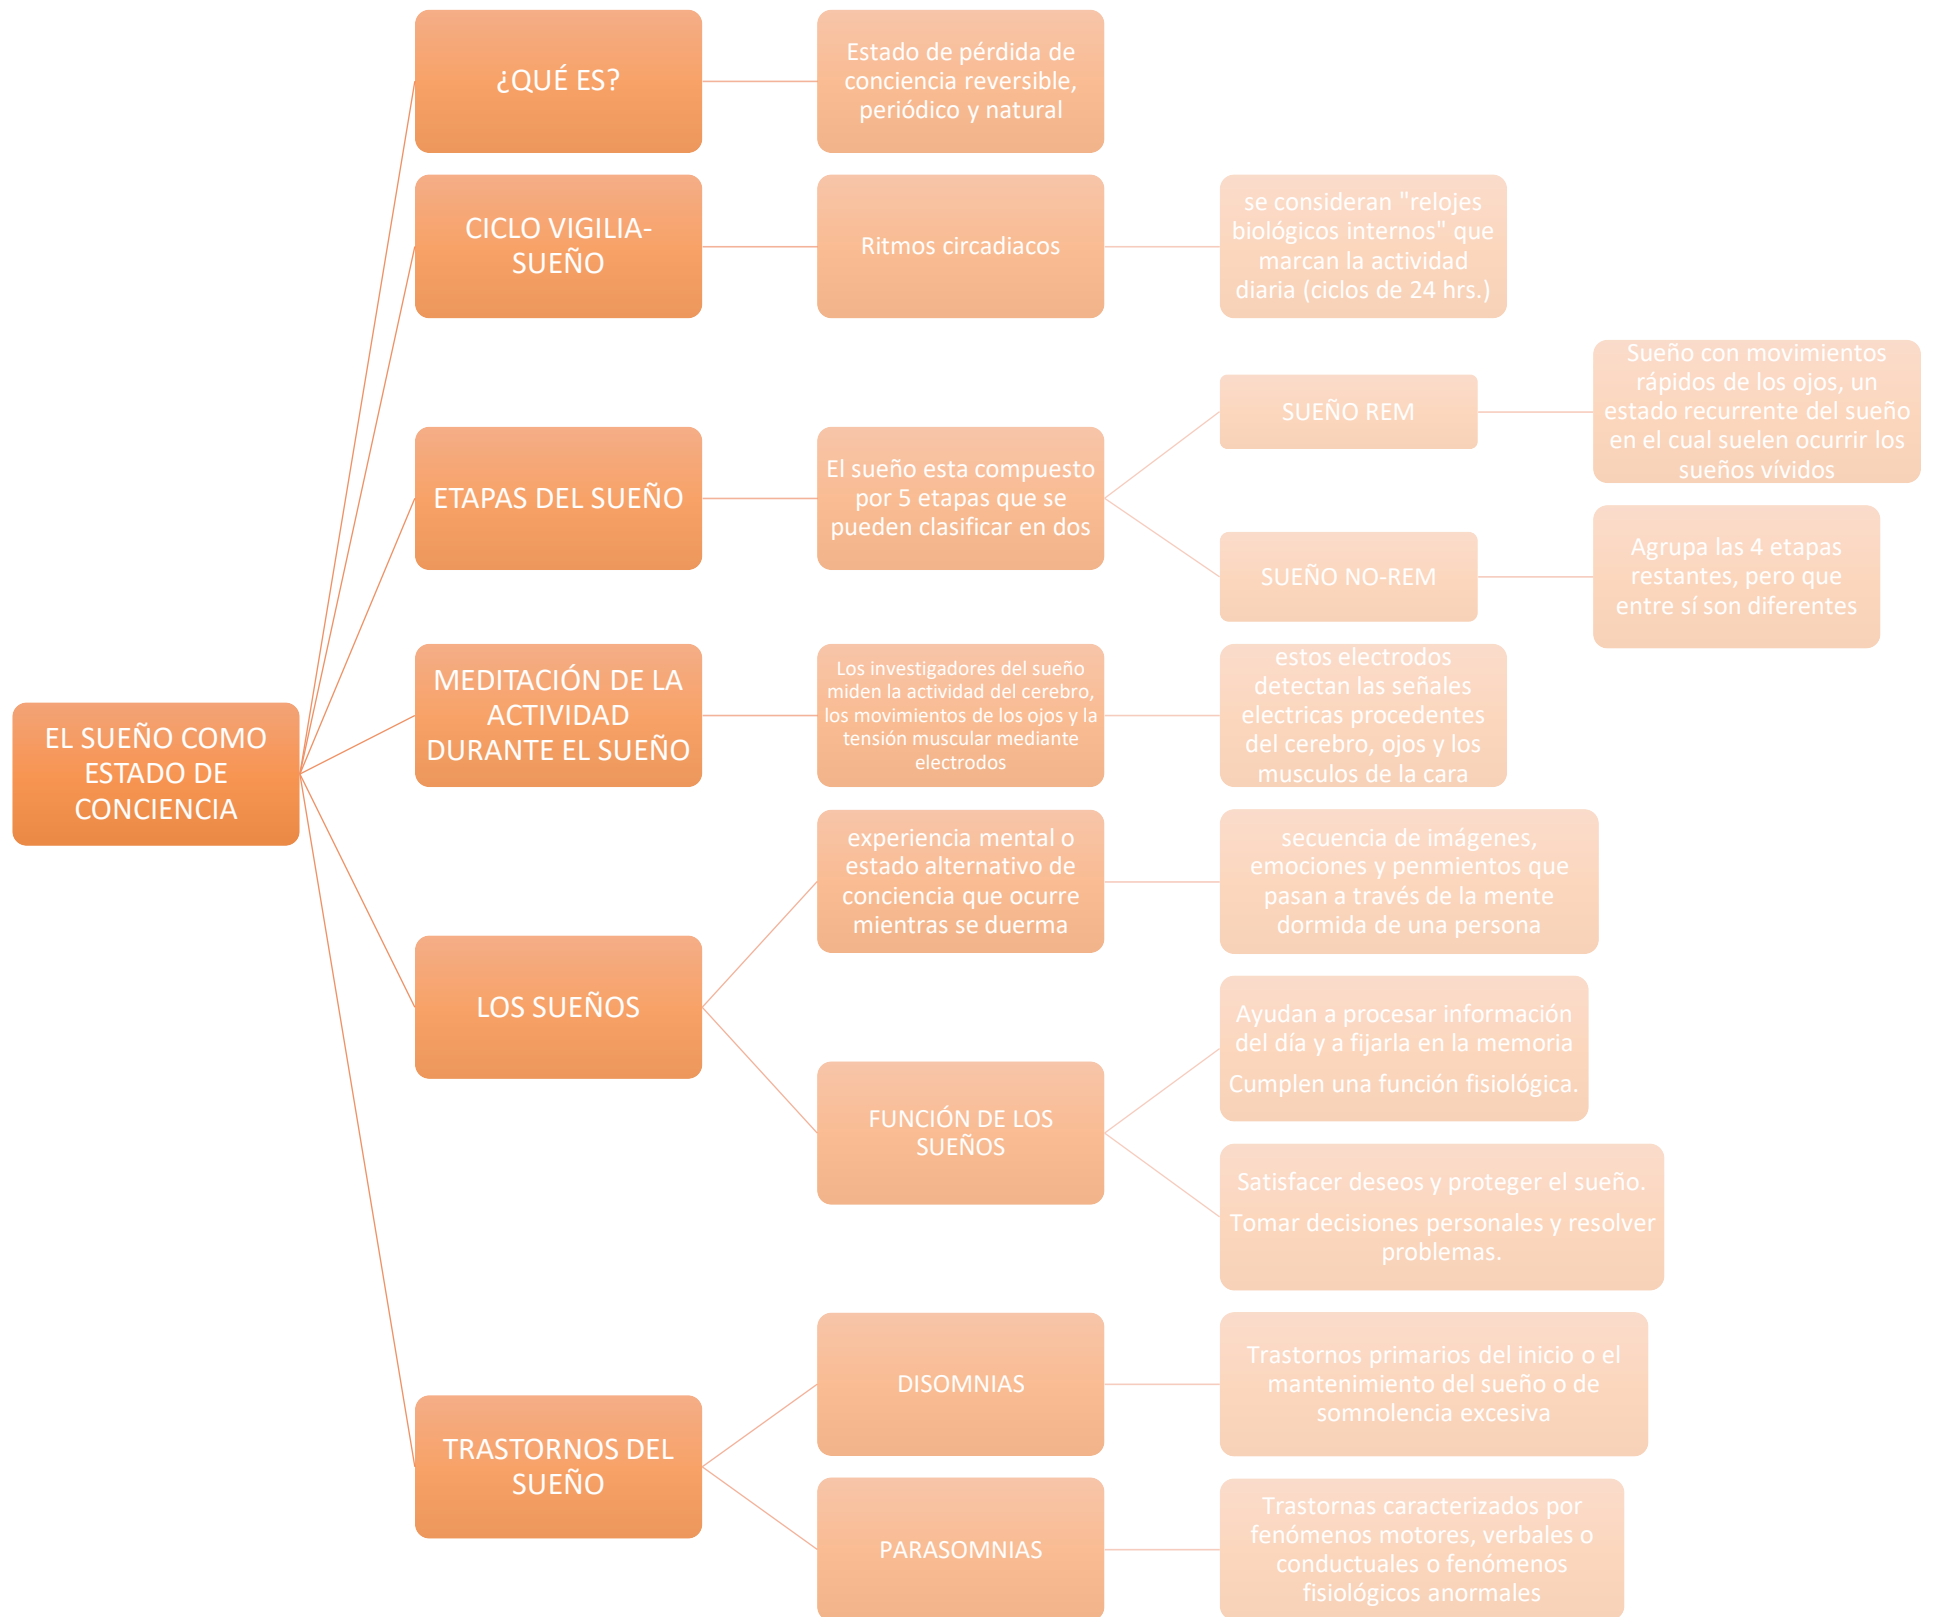 ¿QUÉ ES?
Estado de pérdida de
conciencia reversible,
periódico y natural
CICLO VIGILIA-
SUEÑO
Ritmos circadiacos
se consideran "relojes
biológicos internos" que
marcan la actividad
diaria (ciclos de 24 hrs.)
ETAPAS DEL SUEÑO
El sueño esta compuesto
por 5 etapas que se
pueden clasificar en dos
SUEÑO REM
Sueño con movimientos
rápidos de los ojos, un
estado recurrente del sueño
en el cual suelen ocurrir los
sueños vívidos
SUEÑO NO-REM
Agrupa las 4 etapas
restantes, pero que
entre sí son diferentes
EL SUEÑO COMO
ESTADO DE
CONCIENCIA
MEDITACIÓN DE LA
ACTIVIDAD
DURANTE EL SUEÑO
Los investigadores del sueño
miden la actividad del cerebro,
los movimientos de los ojos y la
tensión muscular mediante
electrodos
estos electrodos
detectan las señales
electricas procedentes
del cerebro, ojos y los
musculos de la cara
LOS SUEÑOS
experiencia mental o
estado alternativo de
conciencia que ocurre
mientras se duerma
secuencia de imágenes,
emociones y penmientos que
pasan a través de la mente
dormida de una persona
FUNCIÓN DE LOS
SUEÑOS
Ayudan a procesar información
del día y a fijarla en la memoria
Cumplen una función fisiológica.
Satisfacer deseos y proteger el sueño.
Tomar decisiones personales y resolver
problemas.
TRASTORNOS DEL
SUEÑO
DISOMNIAS
Trastornos primarios del inicio o el
mantenimiento del sueño o de
somnolencia excesiva
PARASOMNIAS
Trastornas caracterizados por
fenómenos motores, verbales o
conductuales o fenómenos
fisiológicos anormales